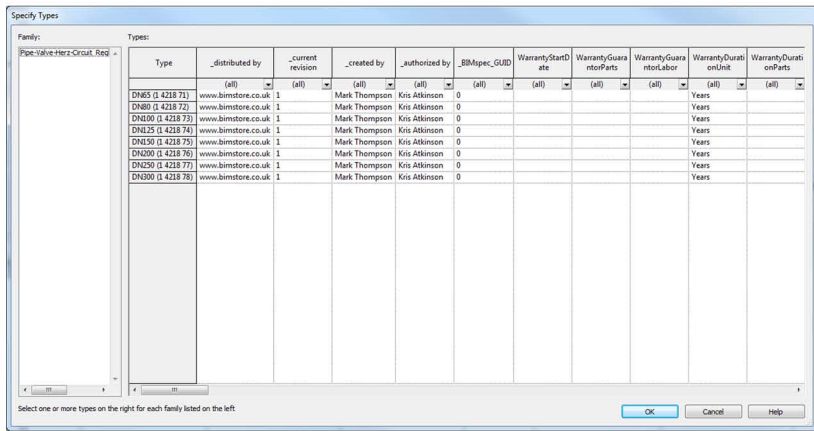 Specify Types
Family:
Types:
Pipe-Valve-Herz-Circuit_Reg
Type _distributed by _current revision _created by _authorized by _BIMspec_GUID WarrantyStartDate WarrantyGuarantorParts WarrantyGuarantorLabor WarrantyDurationUnit WarrantyDurationParts
(all) (all) (all) (all) (all) (all) (all) (all) (all) (all)
DN65 (1 4218 71) www.bimstore.co.uk 1 Mark Thompson Kris Atkinson 0 Years
DN80 (1 4218 72) www.bimstore.co.uk 1 Mark Thompson Kris Atkinson 0 Years
DN100 (1 4218 73) www.bimstore.co.uk 1 Mark Thompson Kris Atkinson 0 Years
DN125 (1 4218 74) www.bimstore.co.uk 1 Mark Thompson Kris Atkinson 0 Years
DN150 (1 4218 75) www.bimstore.co.uk 1 Mark Thompson Kris Atkinson 0 Years
DN200 (1 4218 76) www.bimstore.co.uk 1 Mark Thompson Kris Atkinson 0 Years
DN250 (1 4218 77) www.bimstore.co.uk 1 Mark Thompson Kris Atkinson 0 Years
DN300 (1 4218 78) www.bimstore.co.uk 1 Mark Thompson Kris Atkinson 0 Years
Select one or more types on the right for each family listed on the left
OK Cancel Help